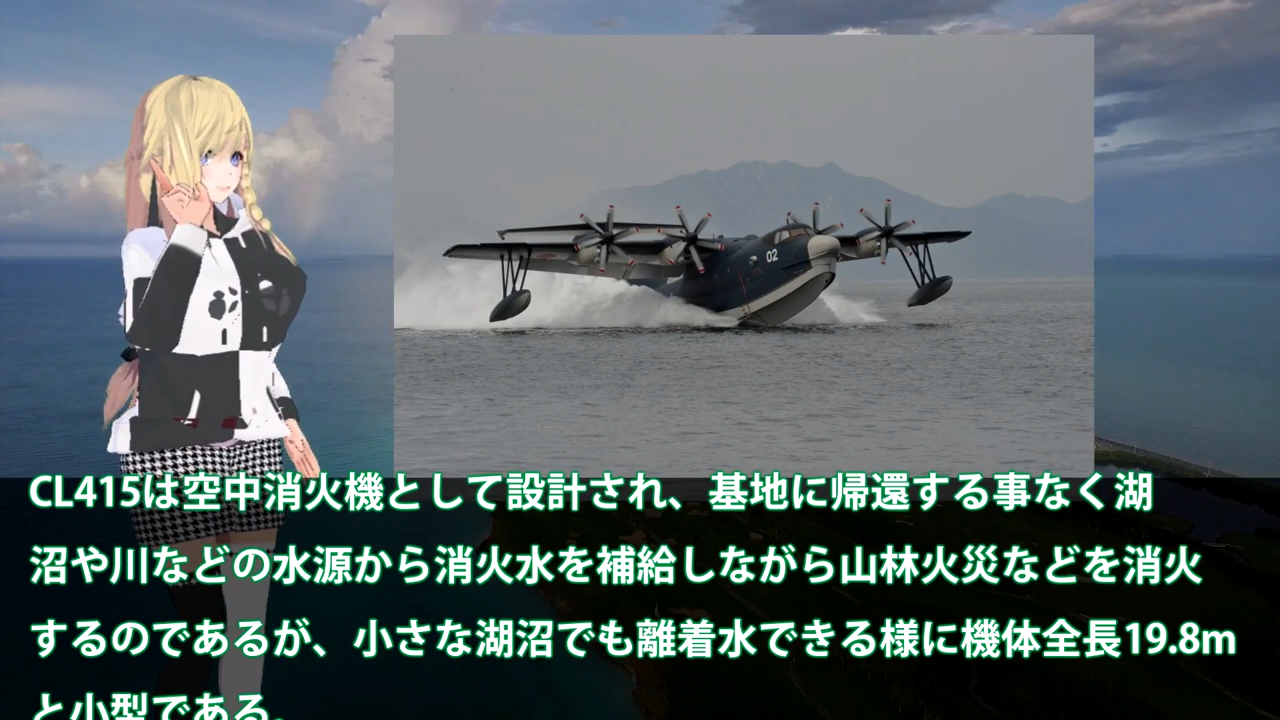 02
CL415は空中消火機として設計され、基地に帰還する事なく湖
沼や川などの水源から消火水を補給しながら山林火災などを消火
するのであるが、小さな湖沼でも離着水できる様に機体全長19.8m
と小型である。